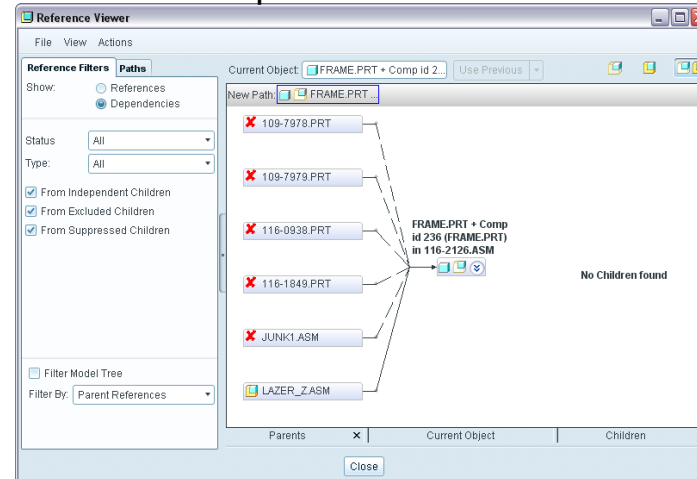 Reference Viewer
File View Actions
Reference Filters Paths
Show: References
Dependencies
Status All
Type: All
From Independent Children
From Excluded Children
From Suppressed Children
Filter Model Tree
Filter By: Parent References
Current Object: FRAME.PRT + Comp id 2... Use Previous
New Path: FRAME.PRT ...
109-7978.PRT
109-7979.PRT
116-0938.PRT
116-1849.PRT
JUNK1.ASM
LAZER_Z.ASM
FRAME.PRT + Comp
id 236 (FRAME.PRT)
in 116-2126.ASM
No Children found
Parents Current Object Children
Close